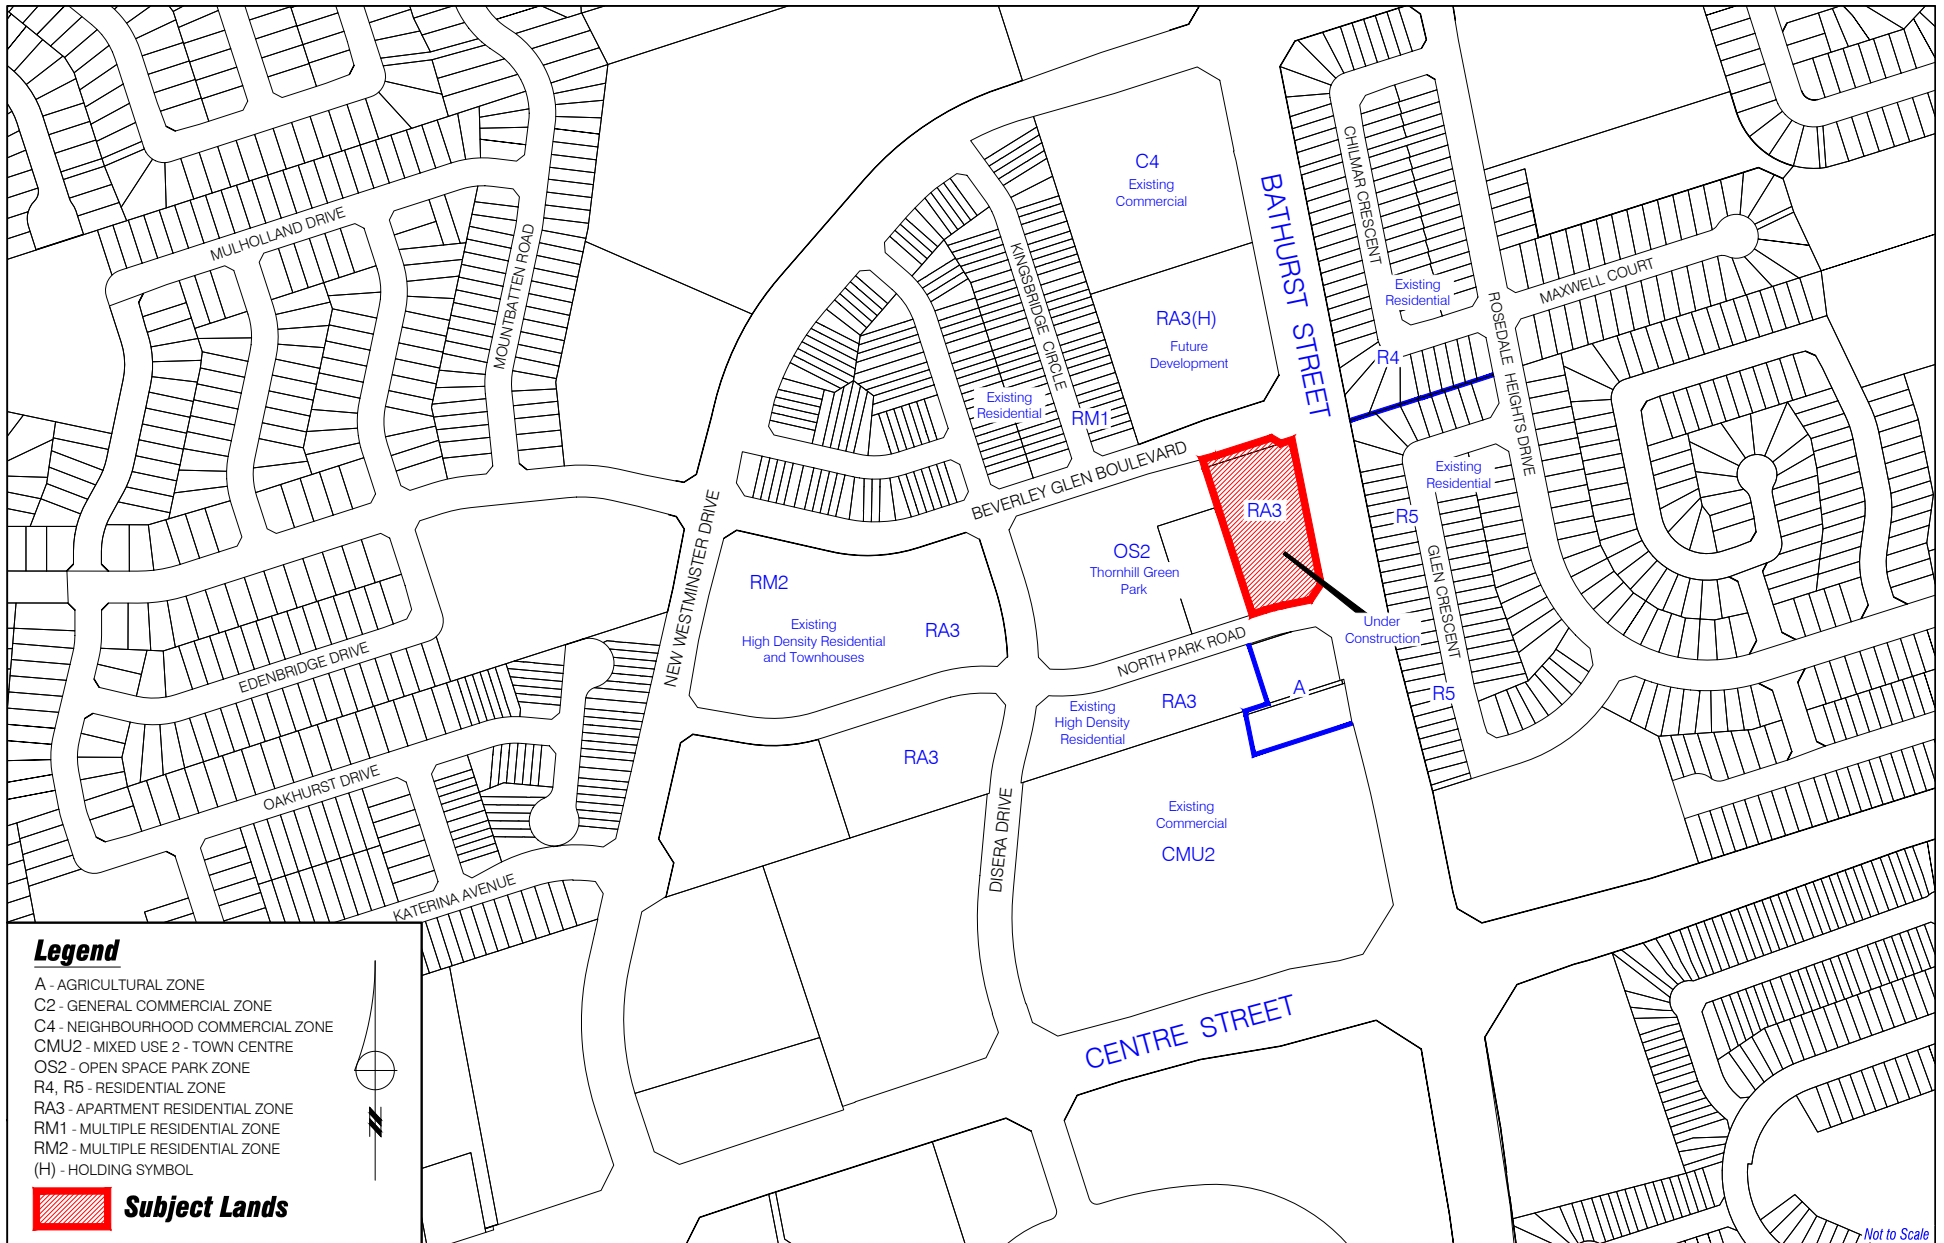 C4
Existing
Commercial
BATHURST STREET
CHILMAR CRESCENT
MULHOLLAND DRIVE
MOUNTBATTEN ROAD
KINGSBRIDGE CIRCLE
RA3(H)
Future
Development
Existing
Residential
ROSEDALE HEIGHTS DRIVE
MAXWELL COURT
R4
Existing
Residential
RM1
BEVERLEY GLEN BOULEVARD
Existing
Residential
RA3
R5
GLEN CRESCENT
NEW WESTMINSTER DRIVE
OS2
Thornhill Green
Park
RM2
Existing
High Density Residential
and Townhouses
RA3
Under
Construction
NORTH PARK ROAD
EDENBRIDGE DRIVE
R5
A
RA3
Existing
High Density
Residential
RA3
OAKHURST DRIVE
DISERA DRIVE
Existing
Commercial
CMU2
KATERINA AVENUE
CENTRE STREET
Legend
A - AGRICULTURAL ZONE
C2 - GENERAL COMMERCIAL ZONE
C4 - NEIGHBOURHOOD COMMERCIAL ZONE
CMU2 - MIXED USE 2 - TOWN CENTRE
OS2 - OPEN SPACE PARK ZONE
R4, R5 - RESIDENTIAL ZONE
RA3 - APARTMENT RESIDENTIAL ZONE
RM1 - MULTIPLE RESIDENTIAL ZONE
RM2 - MULTIPLE RESIDENTIAL ZONE
(H) - HOLDING SYMBOL
Subject Lands
Not to Scale